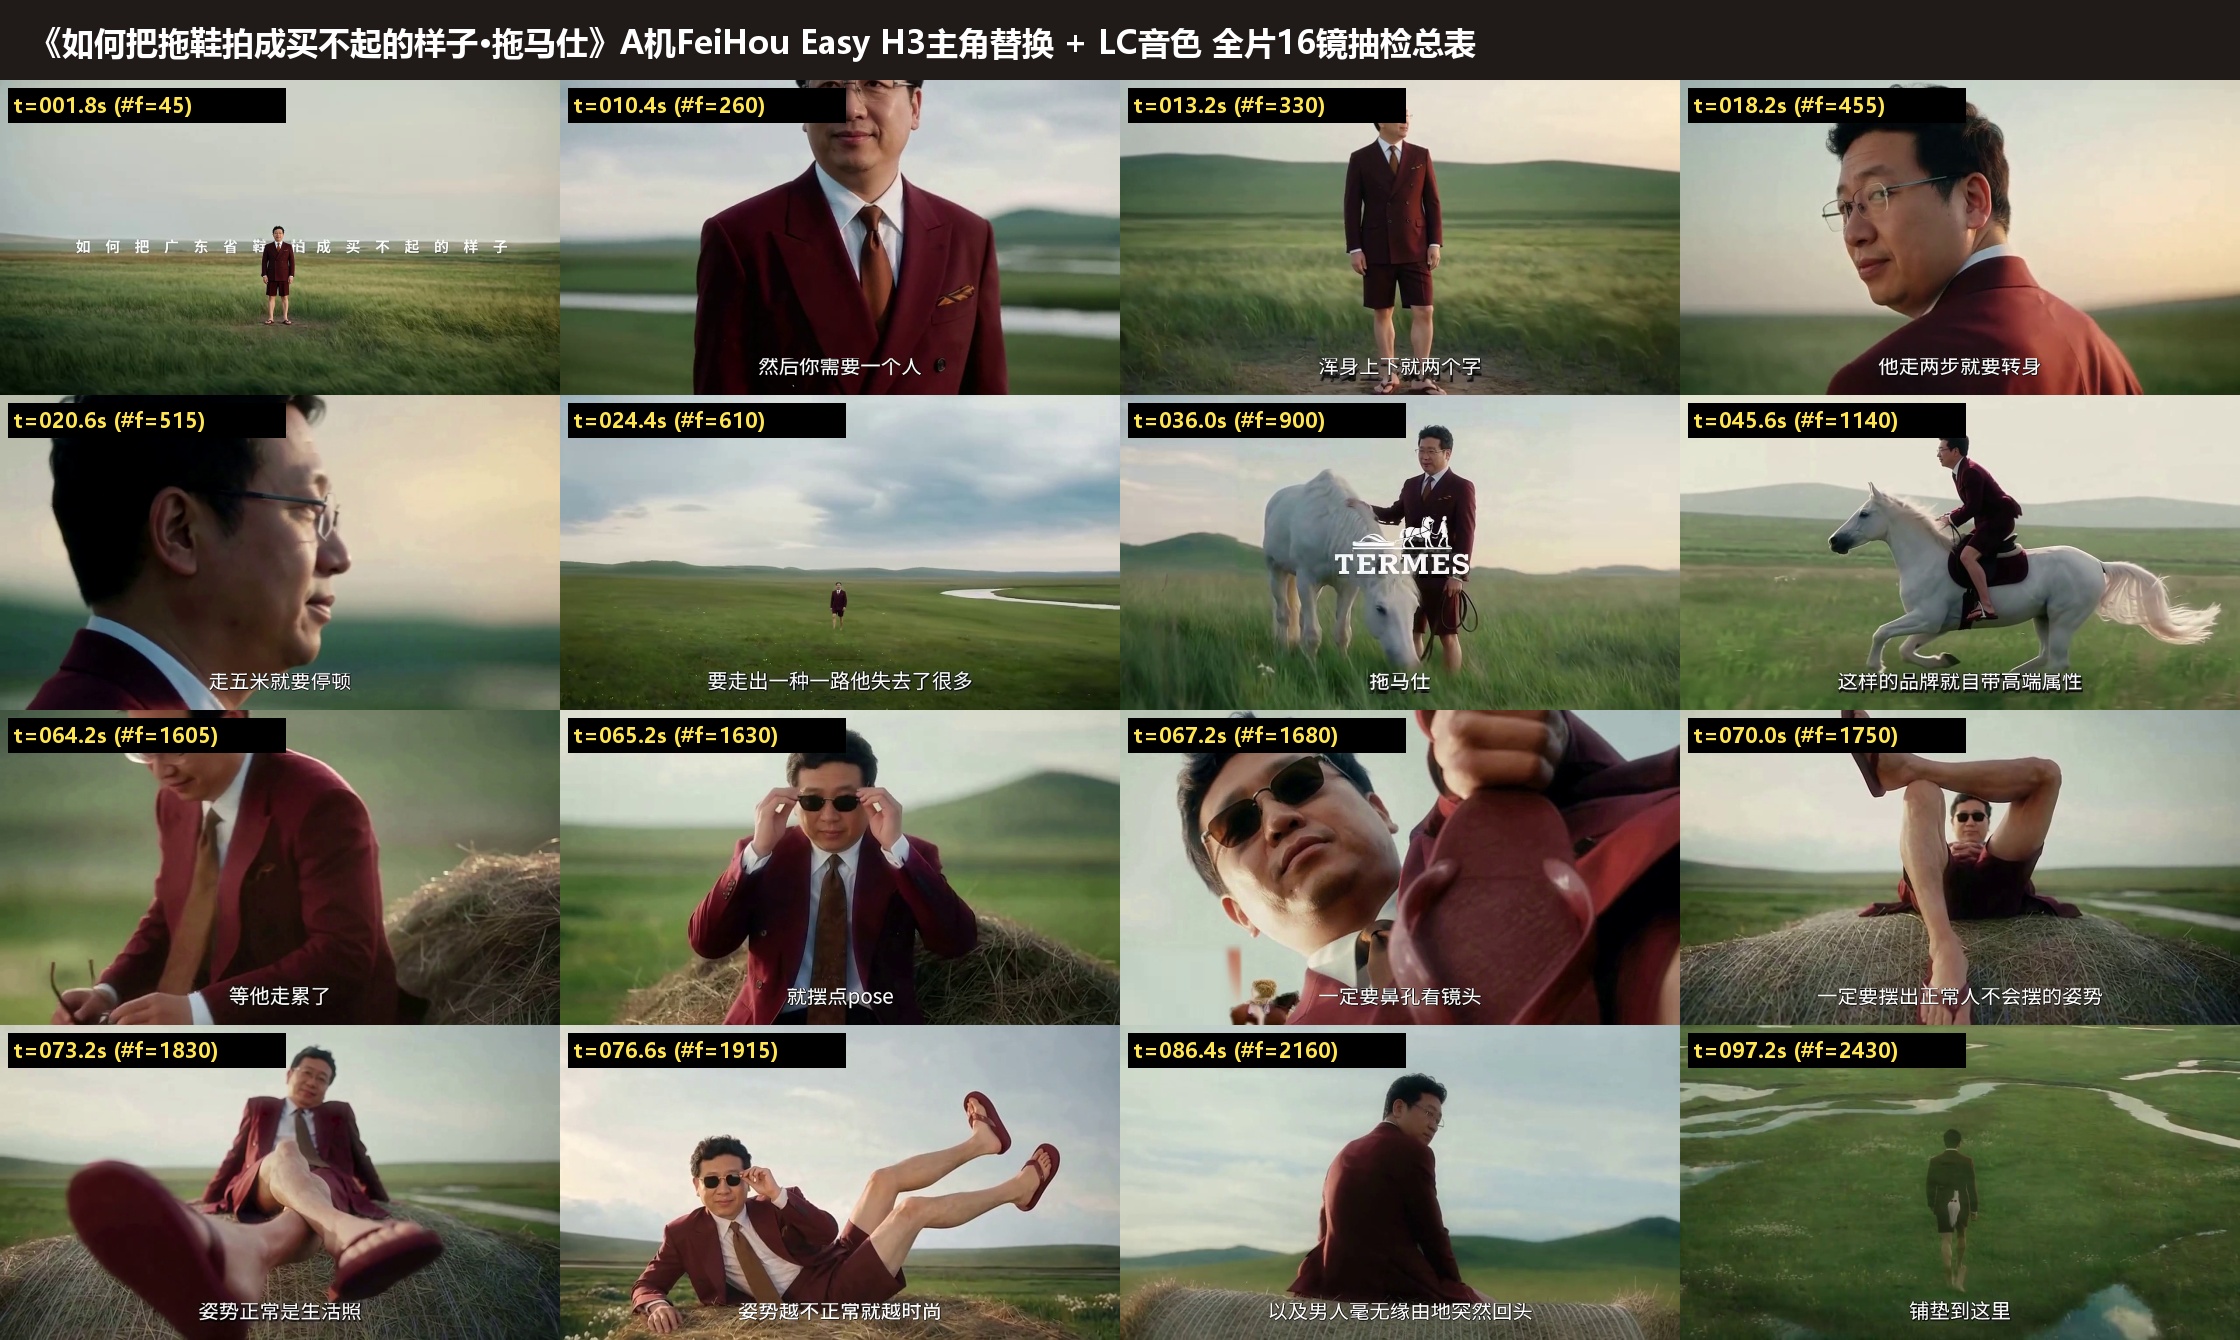 《如何把拖鞋拍成买不起的样子•拖马仕》A机FeiHou Easy H3主角替换 + LC音色 全片16镜抽检总表
t=001.8s (#f=45)
如何把广东省鞋拍成买不起的样子
t=010.4s (#f=260)
然后你需要一个人
t=013.2s (#f=330)
浑身上下就两个字
t=018.2s (#f=455)
他走两步就要转身
t=020.6s (#f=515)
走五米就要停顿
t=024.4s (#f=610)
要走出一种一路他失去了很多
t=036.0s (#f=900)
TERMES
拖马仕
t=045.6s (#f=1140)
这样的品牌就自带高端属性
t=064.2s (#f=1605)
等他走累了
t=065.2s (#f=1630)
就摆点pose
t=067.2s (#f=1680)
一定要鼻孔看镜头
t=070.0s (#f=1750)
一定要摆出正常人不会摆的姿势
t=073.2s (#f=1830)
姿势正常是生活照
t=076.6s (#f=1915)
姿势越不正常就越时尚
t=086.4s (#f=2160)
以及男人毫无缘由地突然回头
t=097.2s (#f=2430)
铺垫到这里